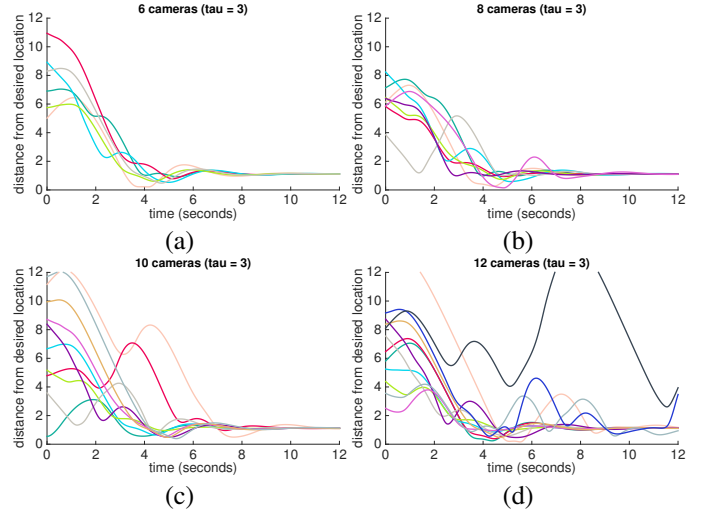 6 cameras (tau = 3)
distance from desired location
12
10
8
6
4
2
0
0 2 4 6 8 10 12
time (seconds)
(a)
8 cameras (tau = 3)
distance from desired location
12
10
8
6
4
2
0
0 2 4 6 8 10 12
time (seconds)
(b)
10 cameras (tau = 3)
distance from desired location
12
10
8
6
4
2
0
0 2 4 6 8 10 12
time (seconds)
(c)
12 cameras (tau = 3)
distance from desired location
12
10
8
6
4
2
0
0 2 4 6 8 10 12
time (seconds)
(d)